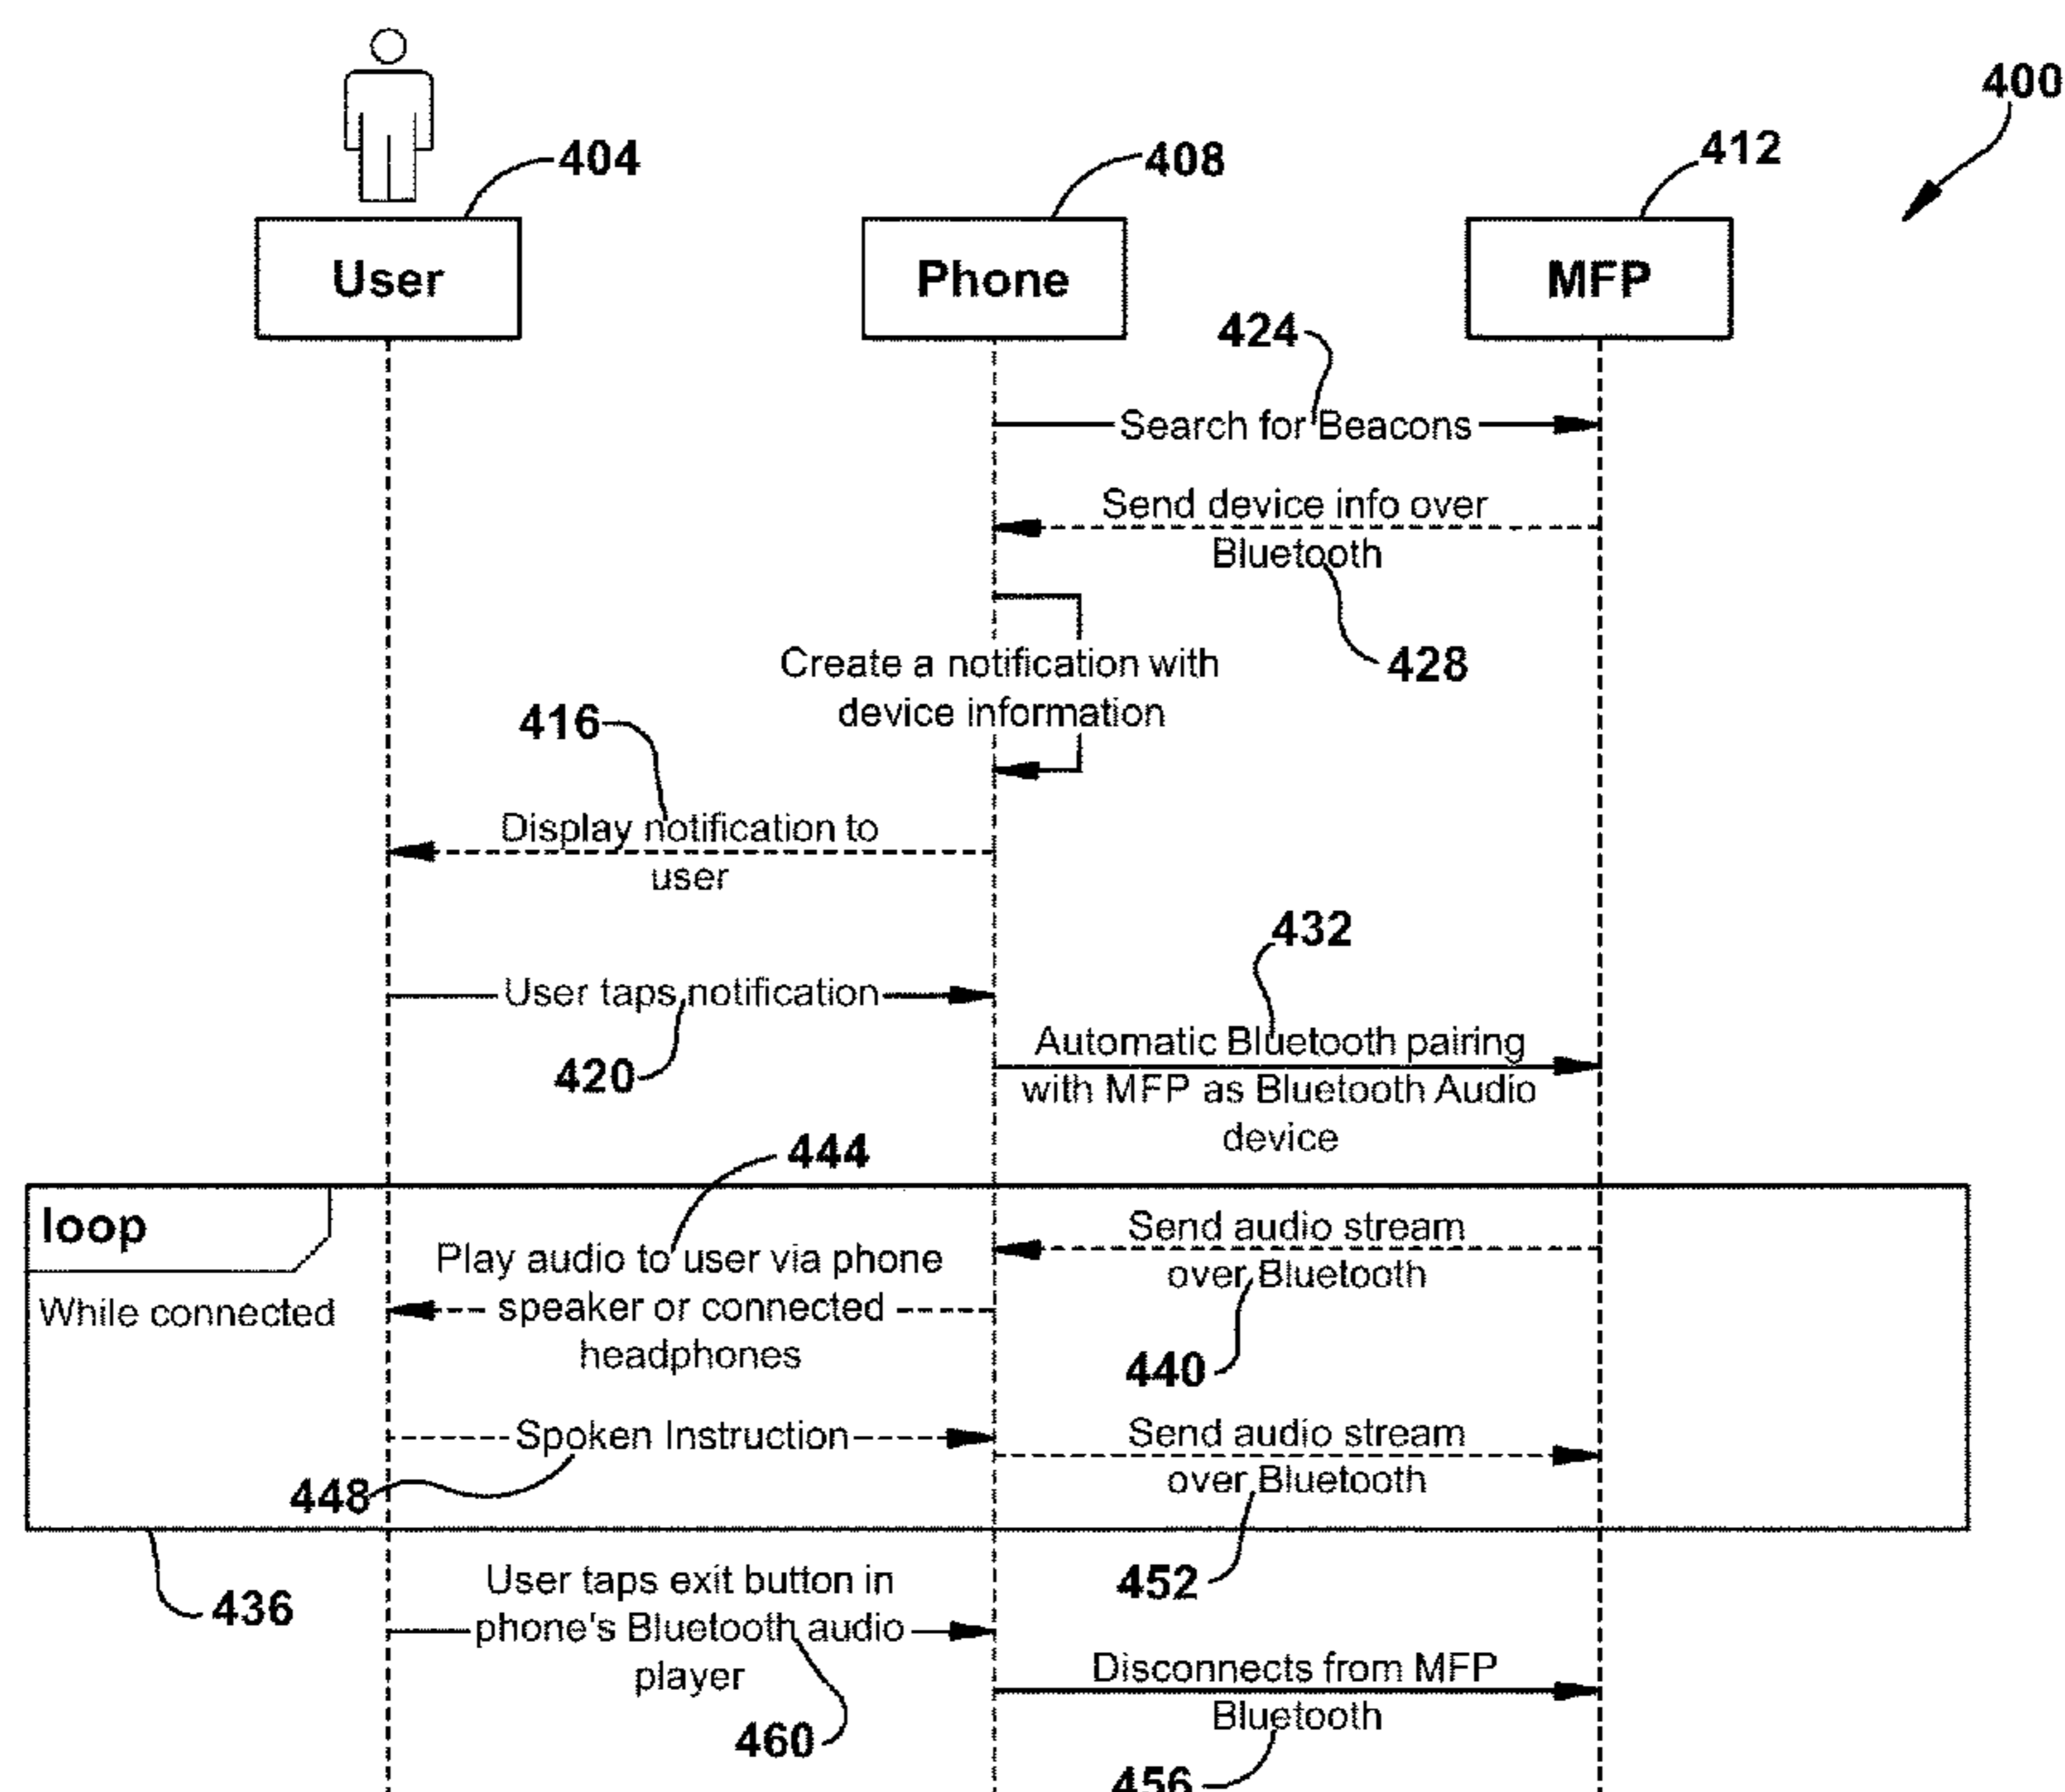 400
404
408
412
User
Phone
MFP
424
Search for Beacons
Send device info over
Bluetooth
428
Create a notification with
device information
416
Display notification to
user
432
User taps notification
420
Automatic Bluetooth pairing
with MFP as Bluetooth Audio
device
444
loop
While connected
Send audio stream
over Bluetooth
440
Play audio to user via phone
speaker or connected
headphones
Spoken Instruction
448
Send audio stream
over Bluetooth
452
436
User taps exit button in
phone's Bluetooth audio
player
460
Disconnects from MFP
Bluetooth
456